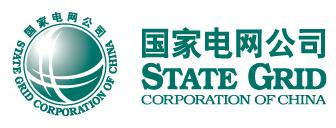 国家电网公司
STATE GRID CORPORATION OF CHINA
国家电网公司
STATE GRID
CORPORATION OF CHINA